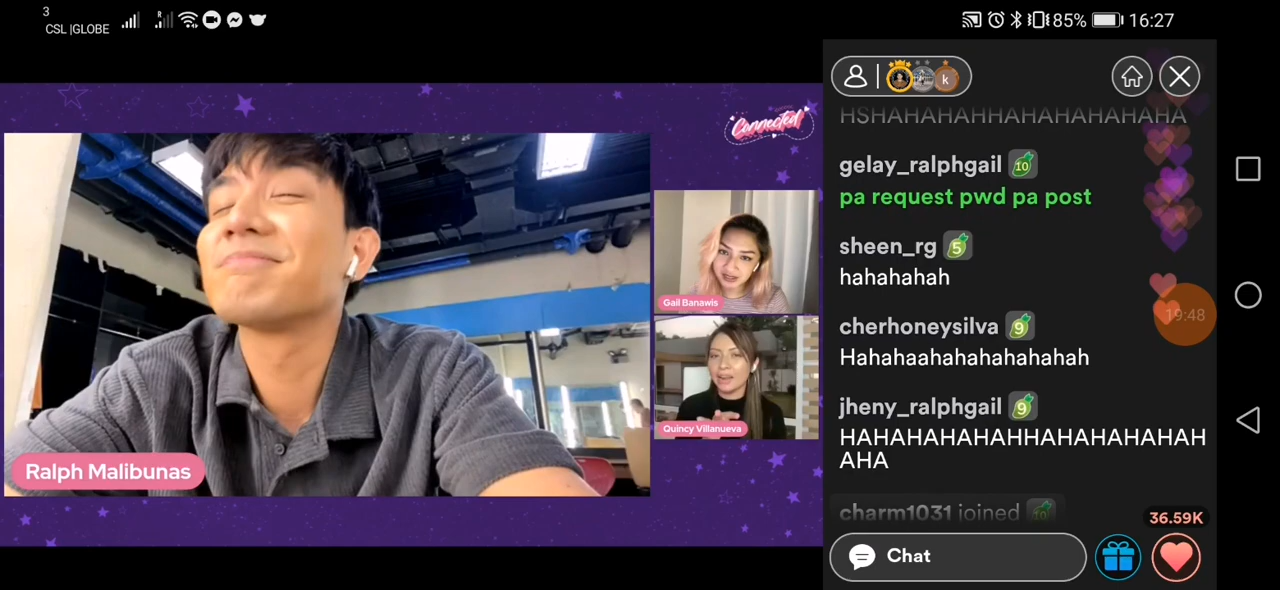 3
CSL |GLOBE
R
85%
16:27
Connected
Ralph Malibunas
Gail Banawis
Quincy Villanueva
k
HSHAHAHAHHAHAHAHAHAHA
gelay_ralphgail 10
pa request pwd pa post
sheen_rg 5
hahahahah
cherhoneysilva 9
Hahahaahahahahahahah
jheny_ralphgail 9
HAHAHAHAHAHHAHAHAHAHAH
AHA
charm1031 joined 10
19:48
36.59K
Chat